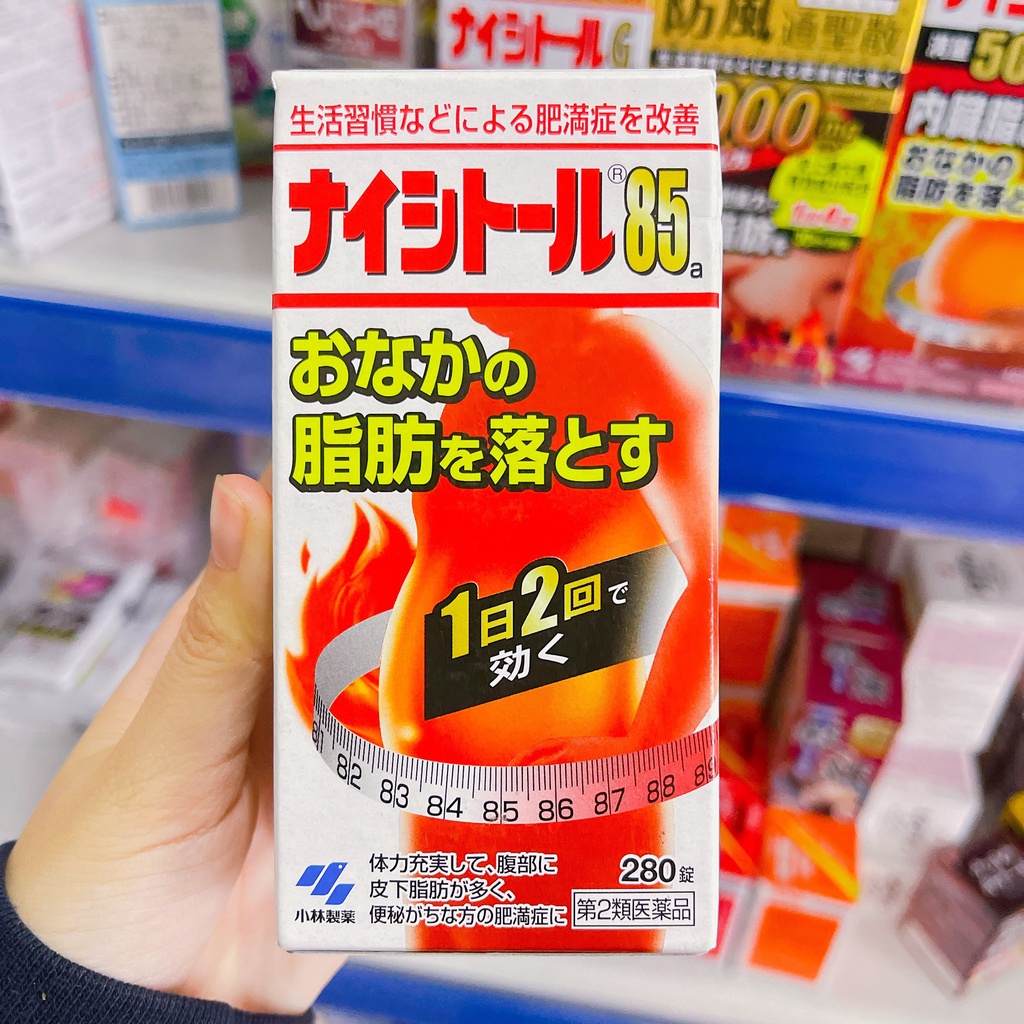 生活習慣などによる肥満症を改善
ナイシトール®85a
おなかの
脂肪を落とす
1日2回で
効く
81 82 83 84 85 86 87 88 89
体力充実して、腹部に
皮下脂肪が多く、
便秘がちな方の肥満症に
280錠
第2類医薬品
小林製薬
ナイシトールG
防風通聖散
満量50
内臓脂
おなかの
脂肪を落と